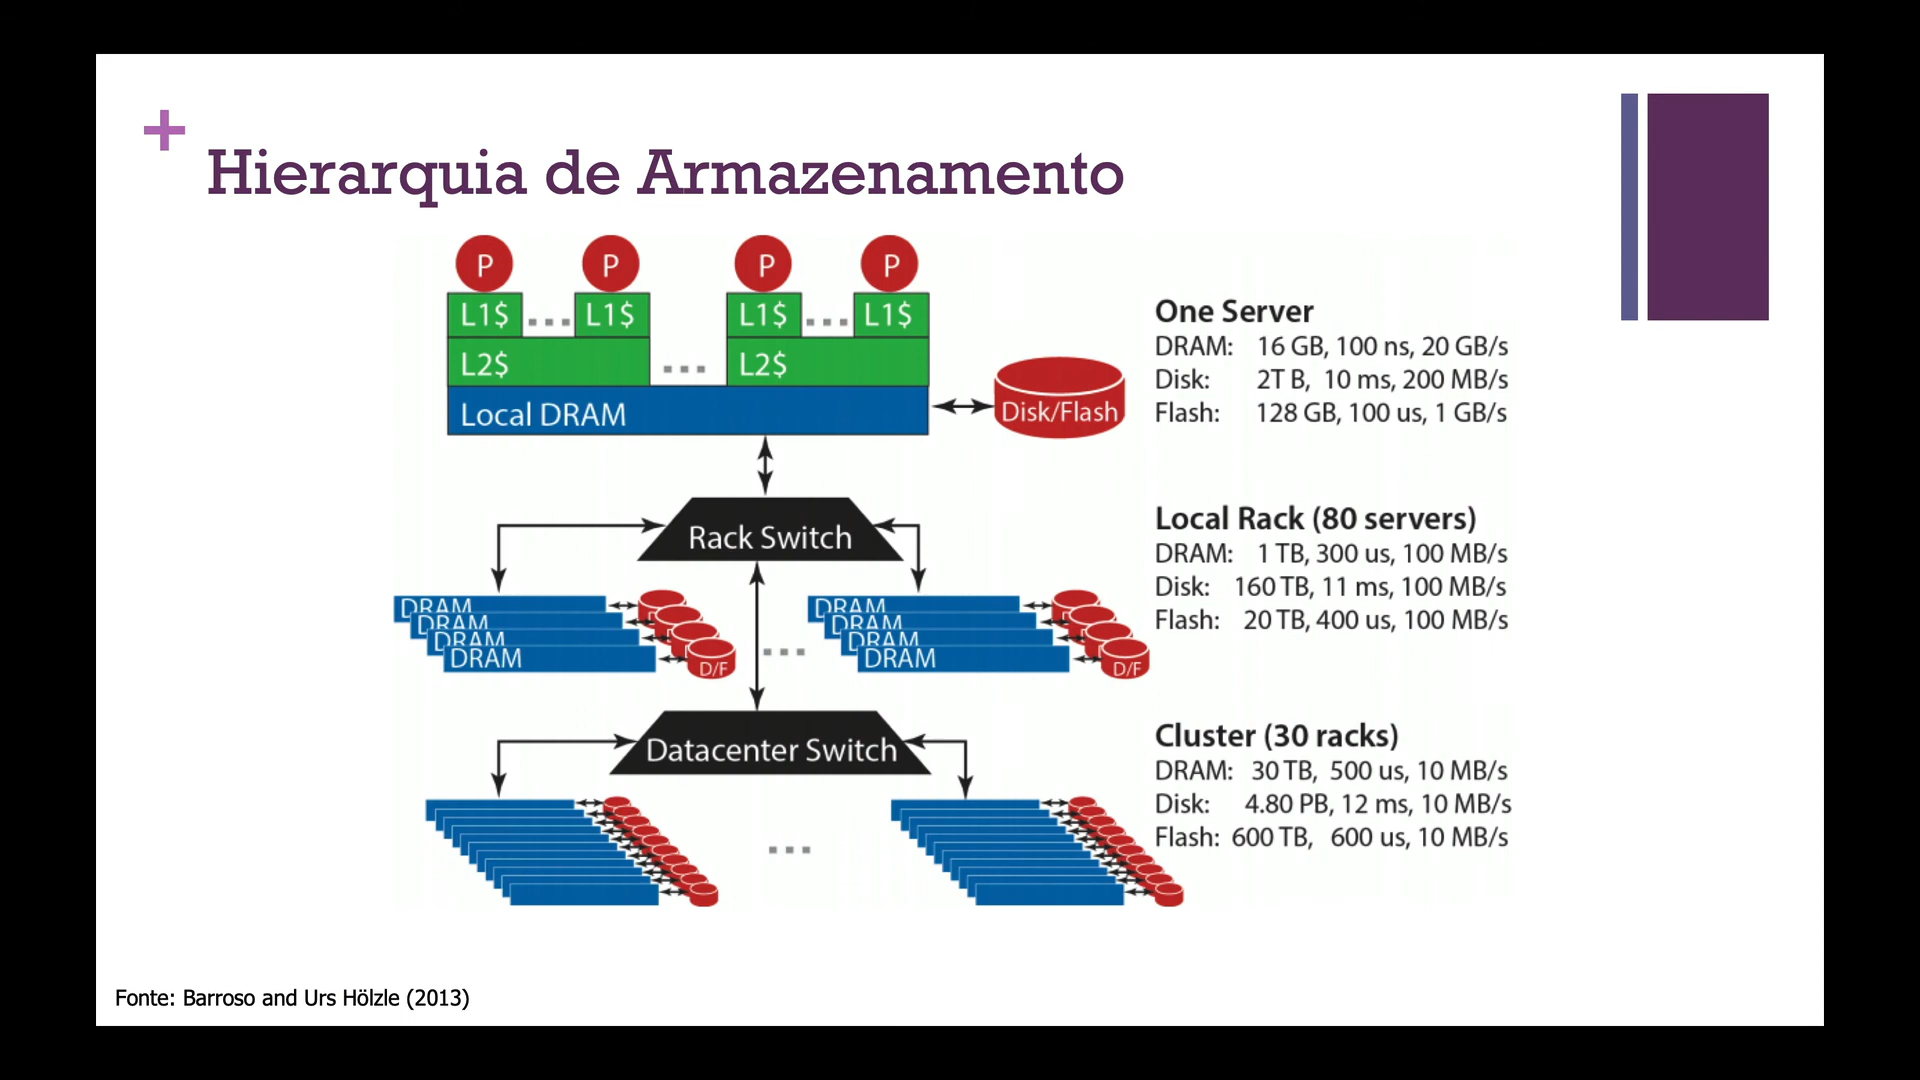 +
Hierarquia de Armazenamento
P P P P
L1$ ... L1$ L1$ ... L1$
L2$ ... L2$
Local DRAM
Disk/Flash
One Server
DRAM: 16 GB, 100 ns, 20 GB/s
Disk: 2T B, 10 ms, 200 MB/s
Flash: 128 GB, 100 us, 1 GB/s
Rack Switch
Local Rack (80 servers)
DRAM: 1 TB, 300 us, 100 MB/s
Disk: 160 TB, 11 ms, 100 MB/s
Flash: 20 TB, 400 us, 100 MB/s
DRAM DRAM
DRAM DRAM
DRAM DRAM
DRAM D/F ... DRAM D/F
Datacenter Switch
Cluster (30 racks)
DRAM: 30 TB, 500 us, 10 MB/s
Disk: 4.80 PB, 12 ms, 10 MB/s
Flash: 600 TB, 600 us, 10 MB/s
...
Fonte: Barroso and Urs Hölzle (2013)